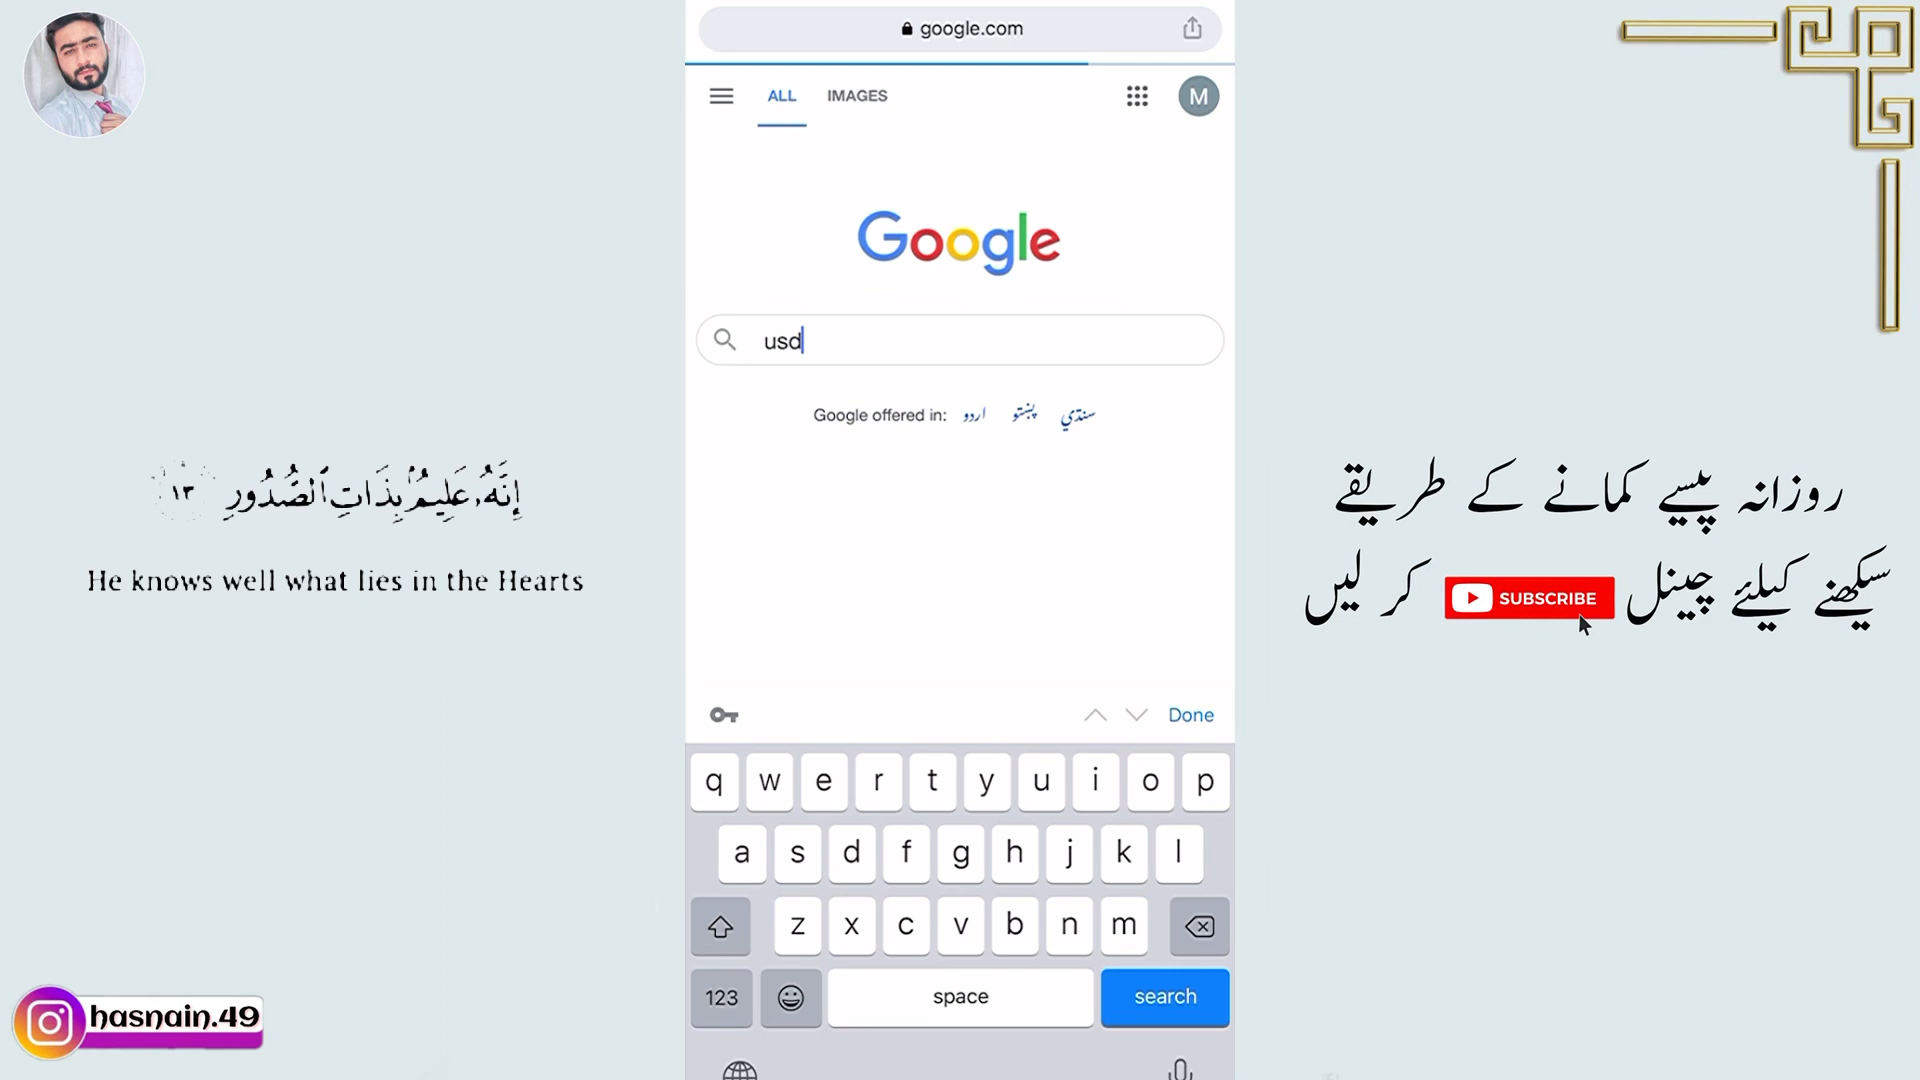 google.com
ALL IMAGES
M
Google
usd
Google offered in: اردو پښتو سنڌي
إِنَّهُۥ عَلِيمٌۢ بِذَاتِ ٱلصُّدُورِ ١٣
He knows well what lies in the Hearts
روزانہ پیسے کمانے کے طریقے
سیکھنے کیلئے چینل SUBSCRIBE کر لیں
Done
q w e r t y u i o p
a s d f g h j k l
z x c v b n m
123 space search
hasnain.49